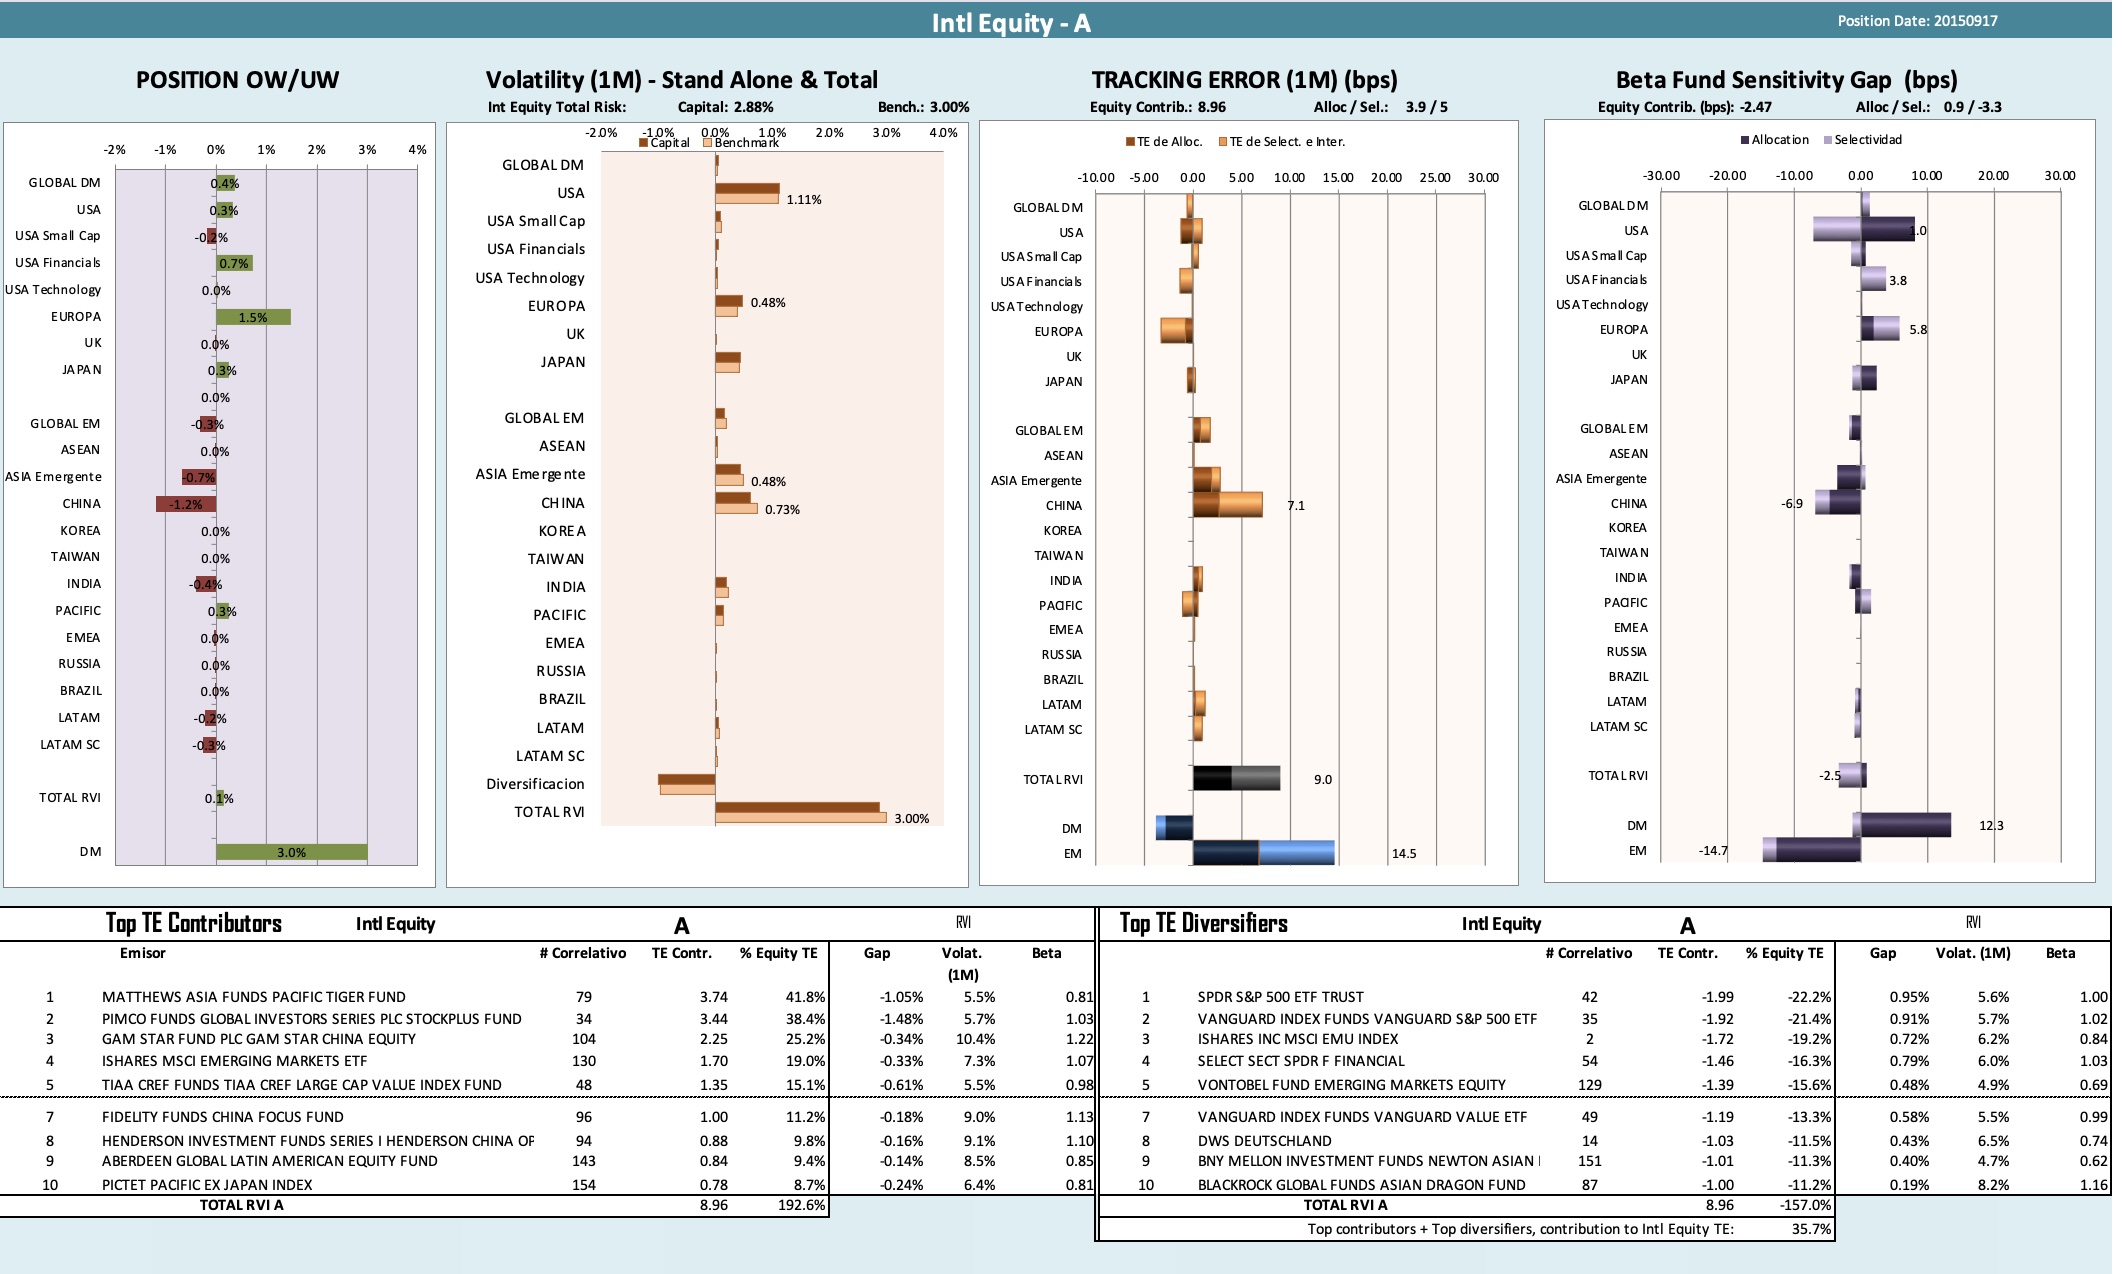 Intl Equity - A
Position Date: 20150917
POSITION OW/UW
-2% -1% 0% 1% 2% 3% 4%
GLOBAL DM 0.4%
USA 0.3%
USA Small Cap -0.2%
USA Financials 0.7%
USA Technology 0.0%
EUROPA 1.5%
UK 0.0%
JAPAN 0.3%
0.0%
GLOBAL EM -0.3%
ASEAN 0.0%
ASIA Emergente -0.7%
CHINA -1.2%
KOREA 0.0%
TAIWAN 0.0%
INDIA -0.4%
PACIFIC 0.3%
EMEA 0.0%
RUSSIA 0.0%
BRAZIL 0.0%
LATAM -0.2%
LATAM SC -0.3%
TOTAL RVI 0.1%
DM 3.0%
Volatility (1M) - Stand Alone & Total
Int Equity Total Risk: Capital: 2.88% Bench.: 3.00%
-2.0% -1.0% 0.0% 1.0% 2.0% 3.0% 4.0%
Capital Benchmark
GLOBAL DM
USA 1.11%
USA Small Cap
USA Financials
USA Technology
EUROPA 0.48%
UK
JAPAN
GLOBAL EM
ASEAN
ASIA Emergente 0.48%
CHINA 0.73%
KOREA
TAIWAN
INDIA
PACIFIC
EMEA
RUSSIA
BRAZIL
LATAM
LATAM SC
Diversificacion
TOTAL RVI 3.00%
TRACKING ERROR (1M) (bps)
Equity Contrib.: 8.96 Alloc / Sel.: 3.9 / 5
TE de Alloc. TE de Select. e Inter.
-10.00 -5.00 0.00 5.00 10.00 15.00 20.00 25.00 30.00
GLOBAL DM
USA
USA Small Cap
USA Financials
USA Technology
EUROPA
UK
JAPAN
GLOBAL EM
ASEAN
ASIA Emergente
CHINA 7.1
KOREA
TAIWAN
INDIA
PACIFIC
EMEA
RUSSIA
BRAZIL
LATAM
LATAM SC
TOTAL RVI 9.0
DM
EM 14.5
Beta Fund Sensitivity Gap (bps)
Equity Contrib. (bps): -2.47 Alloc / Sel.: 0.9 / -3.3
Allocation Selectividad
-30.00 -20.00 -10.00 0.00 10.00 20.00 30.00
GLOBAL DM
USA 1.0
USA Small Cap
USA Financials 3.8
USA Technology
EUROPA 5.8
UK
JAPAN
GLOBAL EM
ASEAN
ASIA Emergente
CHINA -6.9
KOREA
TAIWAN
INDIA
PACIFIC
EMEA
RUSSIA
BRAZIL
LATAM
LATAM SC
TOTAL RVI -2.5
DM 12.3
EM -14.7
Top TE Contributors Intl Equity A RVI
Emisor # Correlativo TE Contr. % Equity TE Gap Volat. (1M) Beta
1 MATTHEWS ASIA FUNDS PACIFIC TIGER FUND 79 3.74 41.8% -1.05% 5.5% 0.81
2 PIMCO FUNDS GLOBAL INVESTORS SERIES PLC STOCKPLUS FUND 34 3.44 38.4% -1.48% 5.7% 1.03
3 GAM STAR FUND PLC GAM STAR CHINA EQUITY 104 2.25 25.2% -0.34% 10.4% 1.22
4 ISHARES MSCI EMERGING MARKETS ETF 130 1.70 19.0% -0.33% 7.3% 1.07
5 TIAA CREF FUNDS TIAA CREF LARGE CAP VALUE INDEX FUND 48 1.35 15.1% -0.61% 5.5% 0.98
7 FIDELITY FUNDS CHINA FOCUS FUND 96 1.00 11.2% -0.18% 9.0% 1.13
8 HENDERSON INVESTMENT FUNDS SERIES I HENDERSON CHINA OF 94 0.88 9.8% -0.16% 9.1% 1.10
9 ABERDEEN GLOBAL LATIN AMERICAN EQUITY FUND 143 0.84 9.4% -0.14% 8.5% 0.85
10 PICTET PACIFIC EX JAPAN INDEX 154 0.78 8.7% -0.24% 6.4% 0.81
TOTAL RVI A 8.96 192.6%
Top TE Diversifiers Intl Equity A RVI
# Correlativo TE Contr. % Equity TE Gap Volat. (1M) Beta
1 SPDR S&P 500 ETF TRUST 42 -1.99 -22.2% 0.95% 5.6% 1.00
2 VANGUARD INDEX FUNDS VANGUARD S&P 500 ETF 35 -1.92 -21.4% 0.91% 5.7% 1.02
3 ISHARES INC MSCI EMU INDEX 2 -1.72 -19.2% 0.72% 6.2% 0.84
4 SELECT SECT SPDR F FINANCIAL 54 -1.46 -16.3% 0.79% 6.0% 1.03
5 VONTOBEL FUND EMERGING MARKETS EQUITY 129 -1.39 -15.6% 0.48% 4.9% 0.69
7 VANGUARD INDEX FUNDS VANGUARD VALUE ETF 49 -1.19 -13.3% 0.58% 5.5% 0.99
8 DWS DEUTSCHLAND 14 -1.03 -11.5% 0.43% 6.5% 0.74
9 BNY MELLON INVESTMENT FUNDS NEWTON ASIAN 151 -1.01 -11.3% 0.40% 4.7% 0.62
10 BLACKROCK GLOBAL FUNDS ASIAN DRAGON FUND 87 -1.00 -11.2% 0.19% 8.2% 1.16
TOTAL RVI A 8.96 -157.0%
Top contributors + Top diversifiers, contribution to Intl Equity TE: 35.7%